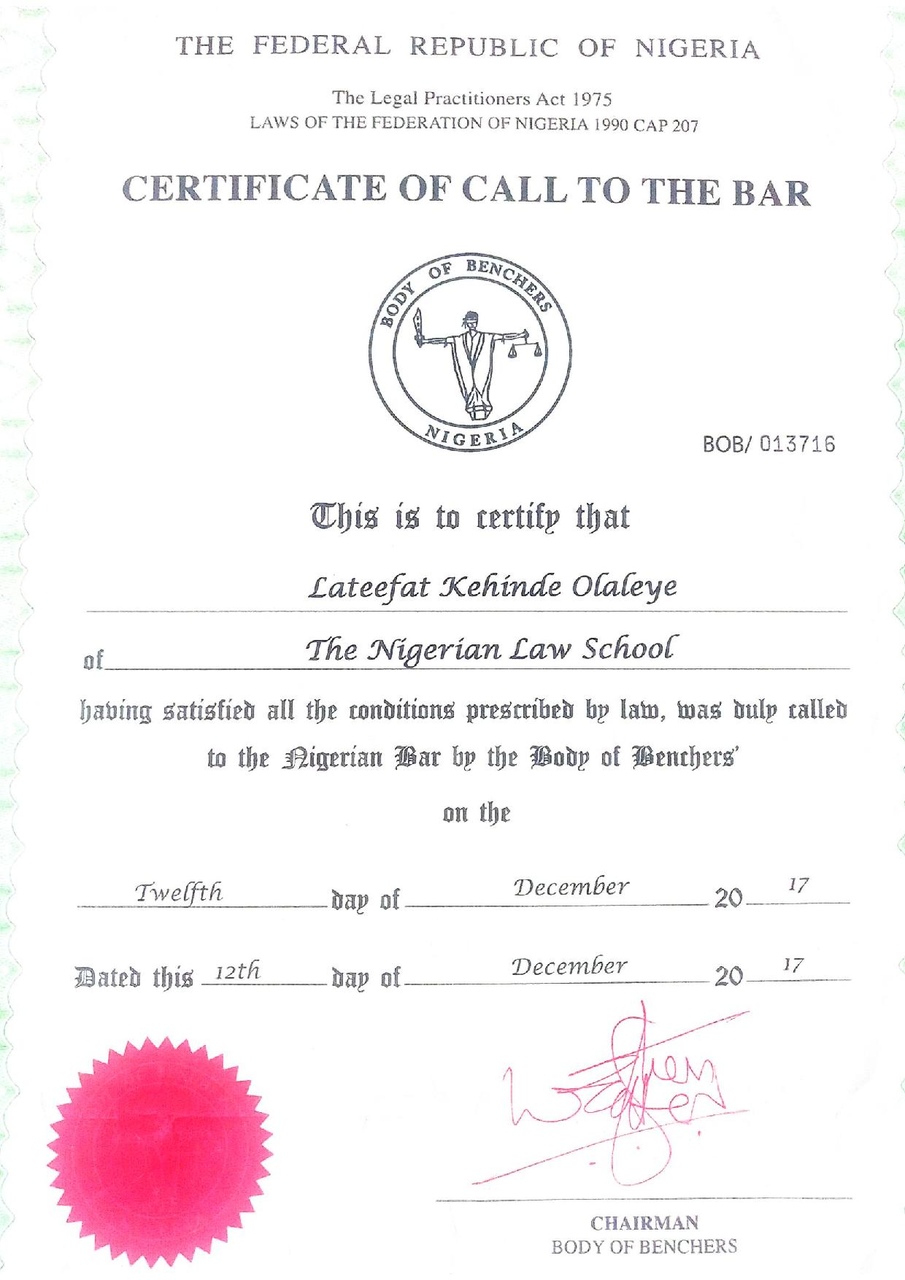 THE FEDERAL REPUBLIC OF NIGERIA
The Legal Practitioners Act 1975
LAWS OF THE FEDERATION OF NIGERIA 1990 CAP 207
CERTIFICATE OF CALL TO THE BAR
BODY OF BENCHERS
NIGERIA
BOB/ 013716
This is to certify that
Lateefat Kehinde Olaleye
of The Nigerian Law School
having satisfied all the conditions prescribed by law, was duly called
to the Nigerian Bar by the Body of Benchers'
on the
Twelfth day of December 20 17
Dated this 12th day of December 20 17
CHAIRMAN
BODY OF BENCHERS